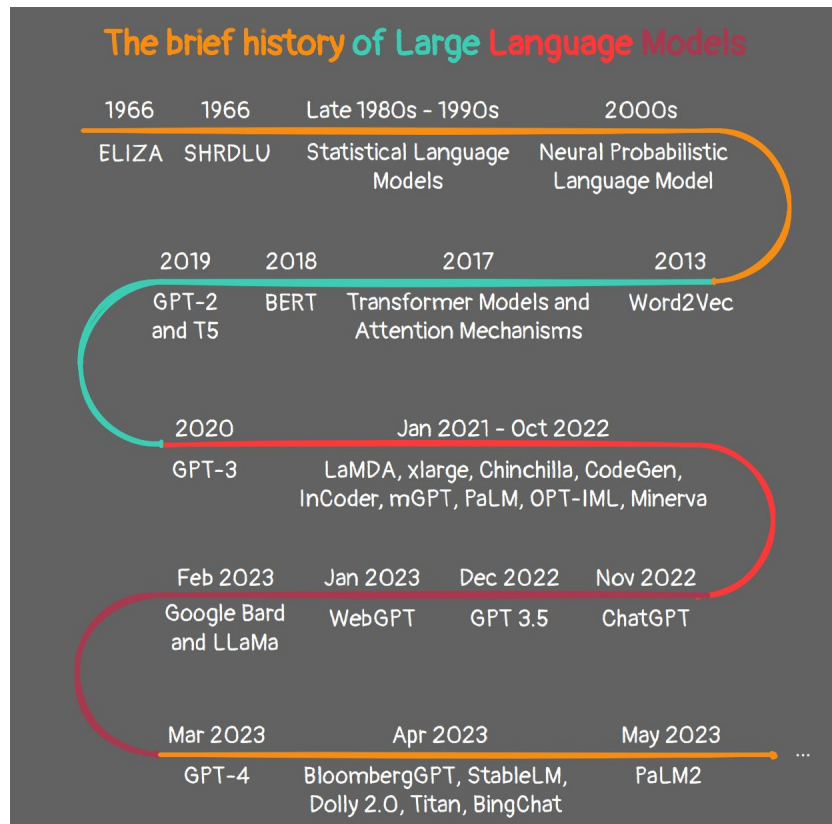 The brief history of Large Language Models
1966 1966 Late 1980s - 1990s 2000s
ELIZA SHRDLU Statistical Language Neural Probabilistic
Models Language Model
2019 2018 2017 2013
GPT-2 BERT Transformer Models and Word2Vec
and T5 Attention Mechanisms
2020 Jan 2021 - Oct 2022
GPT-3 LaMDA, xlarge, Chinchilla, CodeGen,
InCoder, mGPT, PaLM, OPT-IML, Minerva
Feb 2023 Jan 2023 Dec 2022 Nov 2022
Google Bard WebGPT GPT 3.5 ChatGPT
and LLaMa
Mar 2023 Apr 2023 May 2023
...
GPT-4 BloombergGPT, StableLM, PaLM2
Dolly 2.0, Titan, BingChat